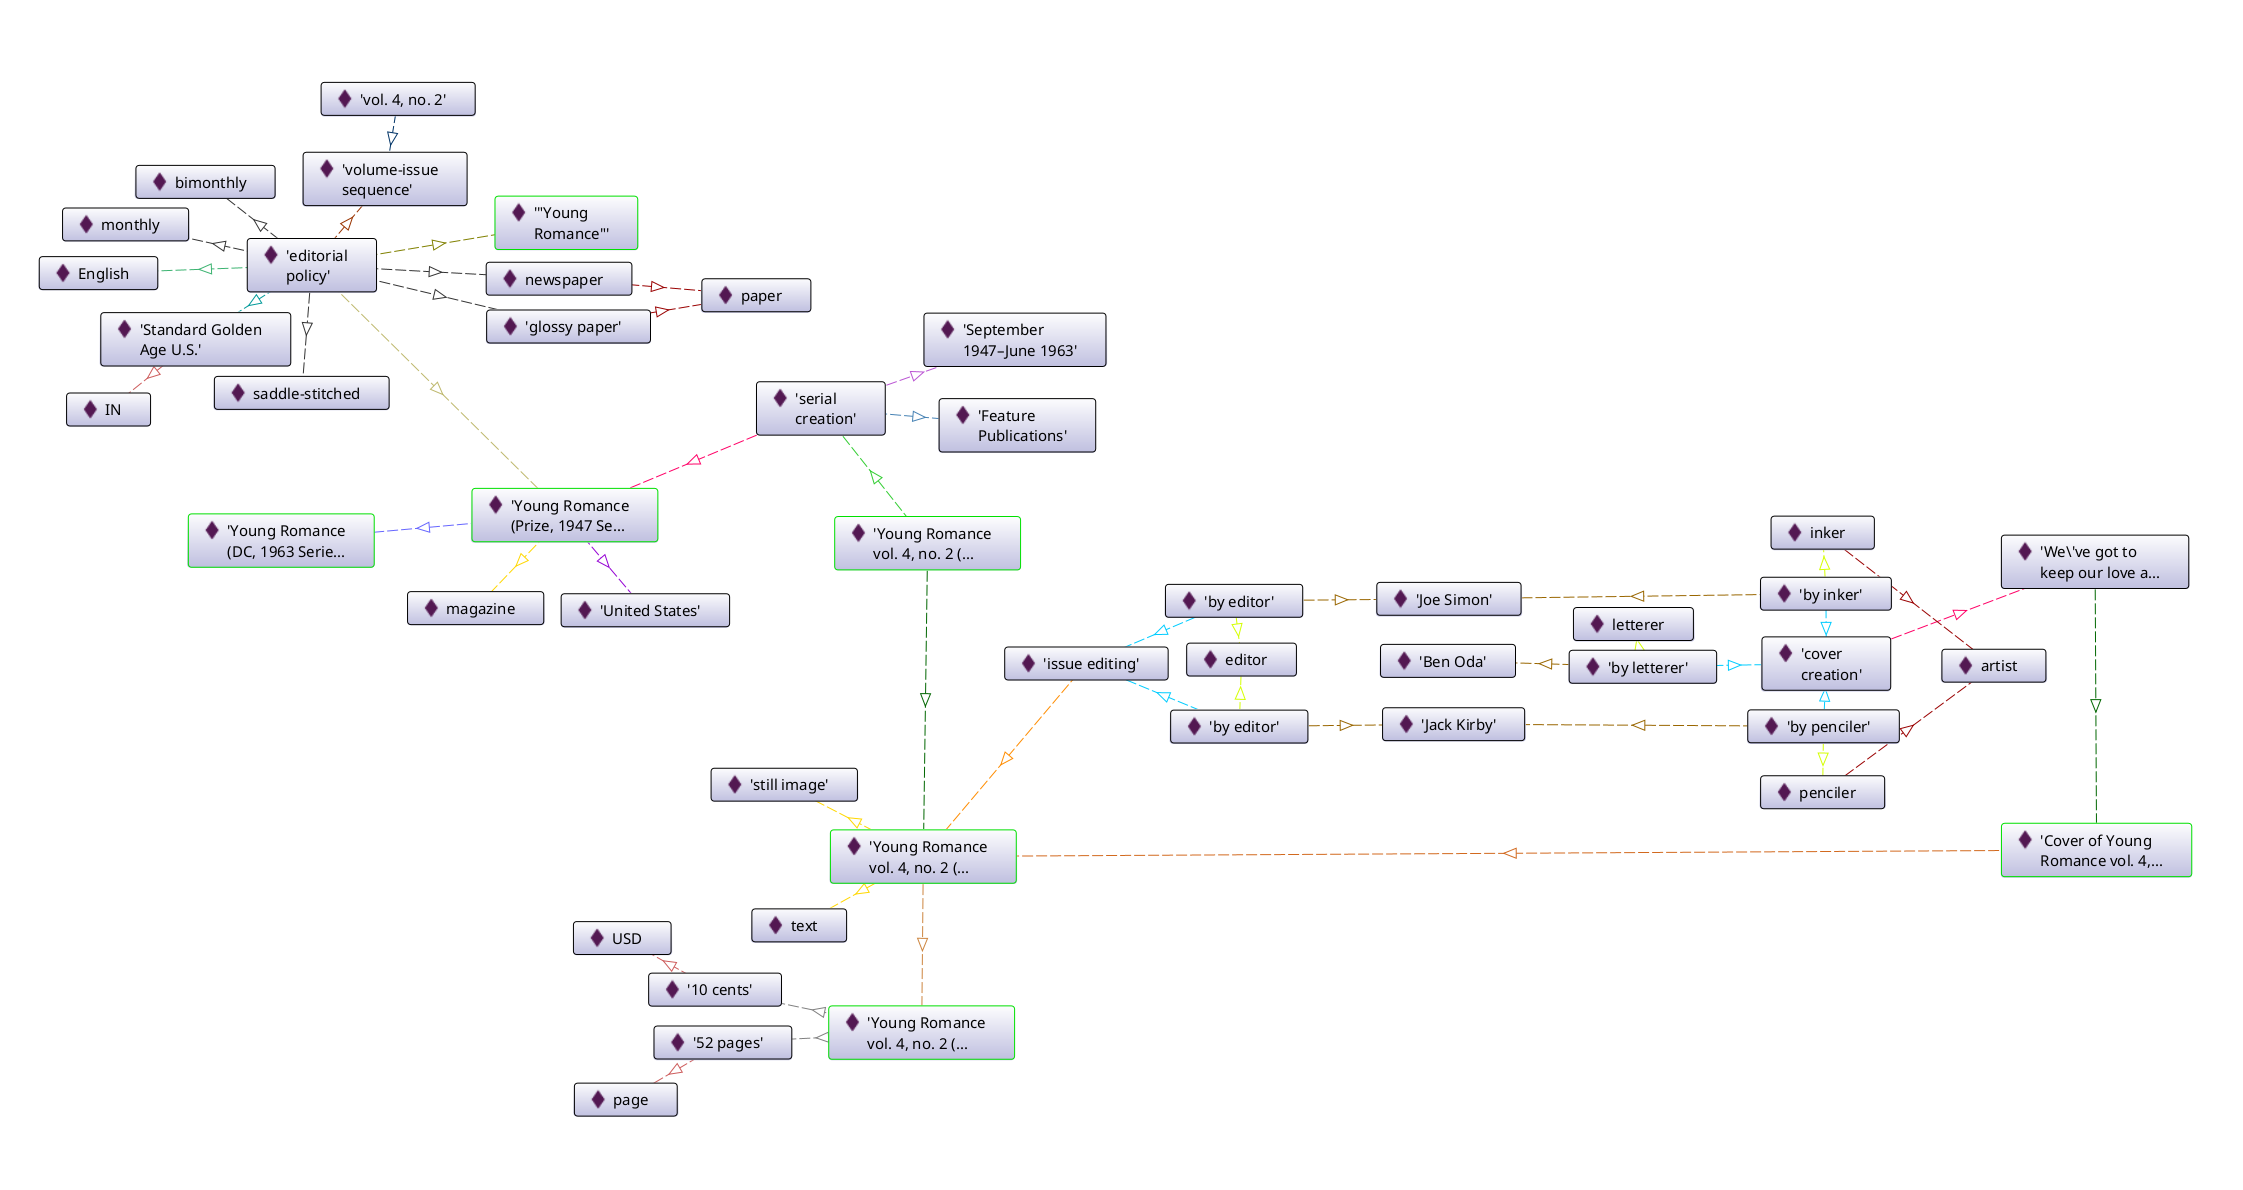 'vol. 4, no. 2'
'volume-issue
sequence'
bimonthly
monthly
English
'editorial
policy'
'"Young
Romance"'
newspaper
'glossy paper'
paper
'Standard Golden
Age U.S.'
IN
saddle-stitched
'September
1947–June 1963'
'serial
creation'
'Feature
Publications'
'Young Romance
(DC, 1963 Serie...
'Young Romance
(Prize, 1947 Se...
magazine
'United States'
'Young Romance
vol. 4, no. 2 (...
'by editor'
'issue editing'
editor
'by editor'
'Joe Simon'
'Ben Oda'
'Jack Kirby'
letterer
'by letterer'
inker
'by inker'
'cover
creation'
'by penciler'
penciler
artist
'We\'ve got to
keep our love a...
'still image'
'Young Romance
vol. 4, no. 2 (...
text
'Cover of Young
Romance vol. 4,...
USD
'10 cents'
'52 pages'
page
'Young Romance
vol. 4, no. 2 (...